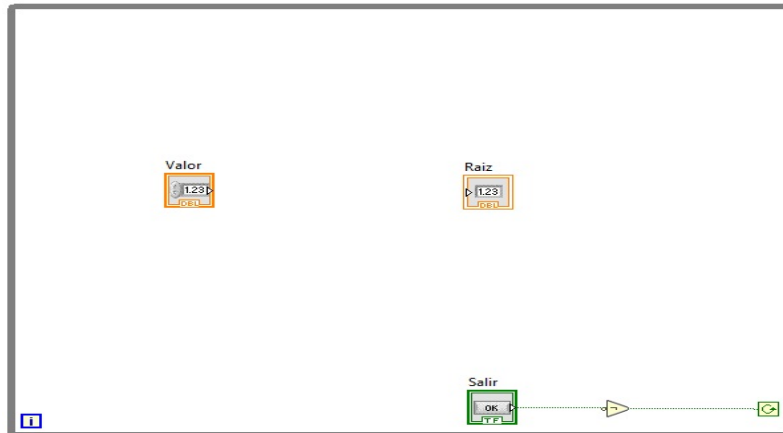 Valor
Raiz
1.23
1.23
DBL
DBL
Salir
OK
TF
i